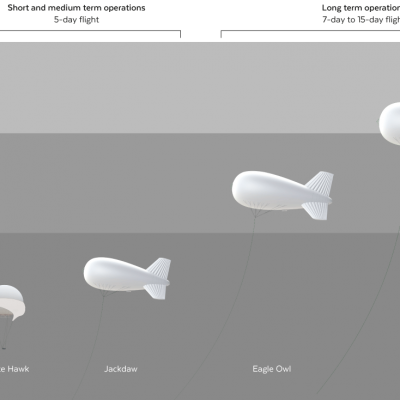 Short and medium term operations
5-day flight
Long term operation
7-day to 15-day fligh
te Hawk
Jackdaw
Eagle Owl